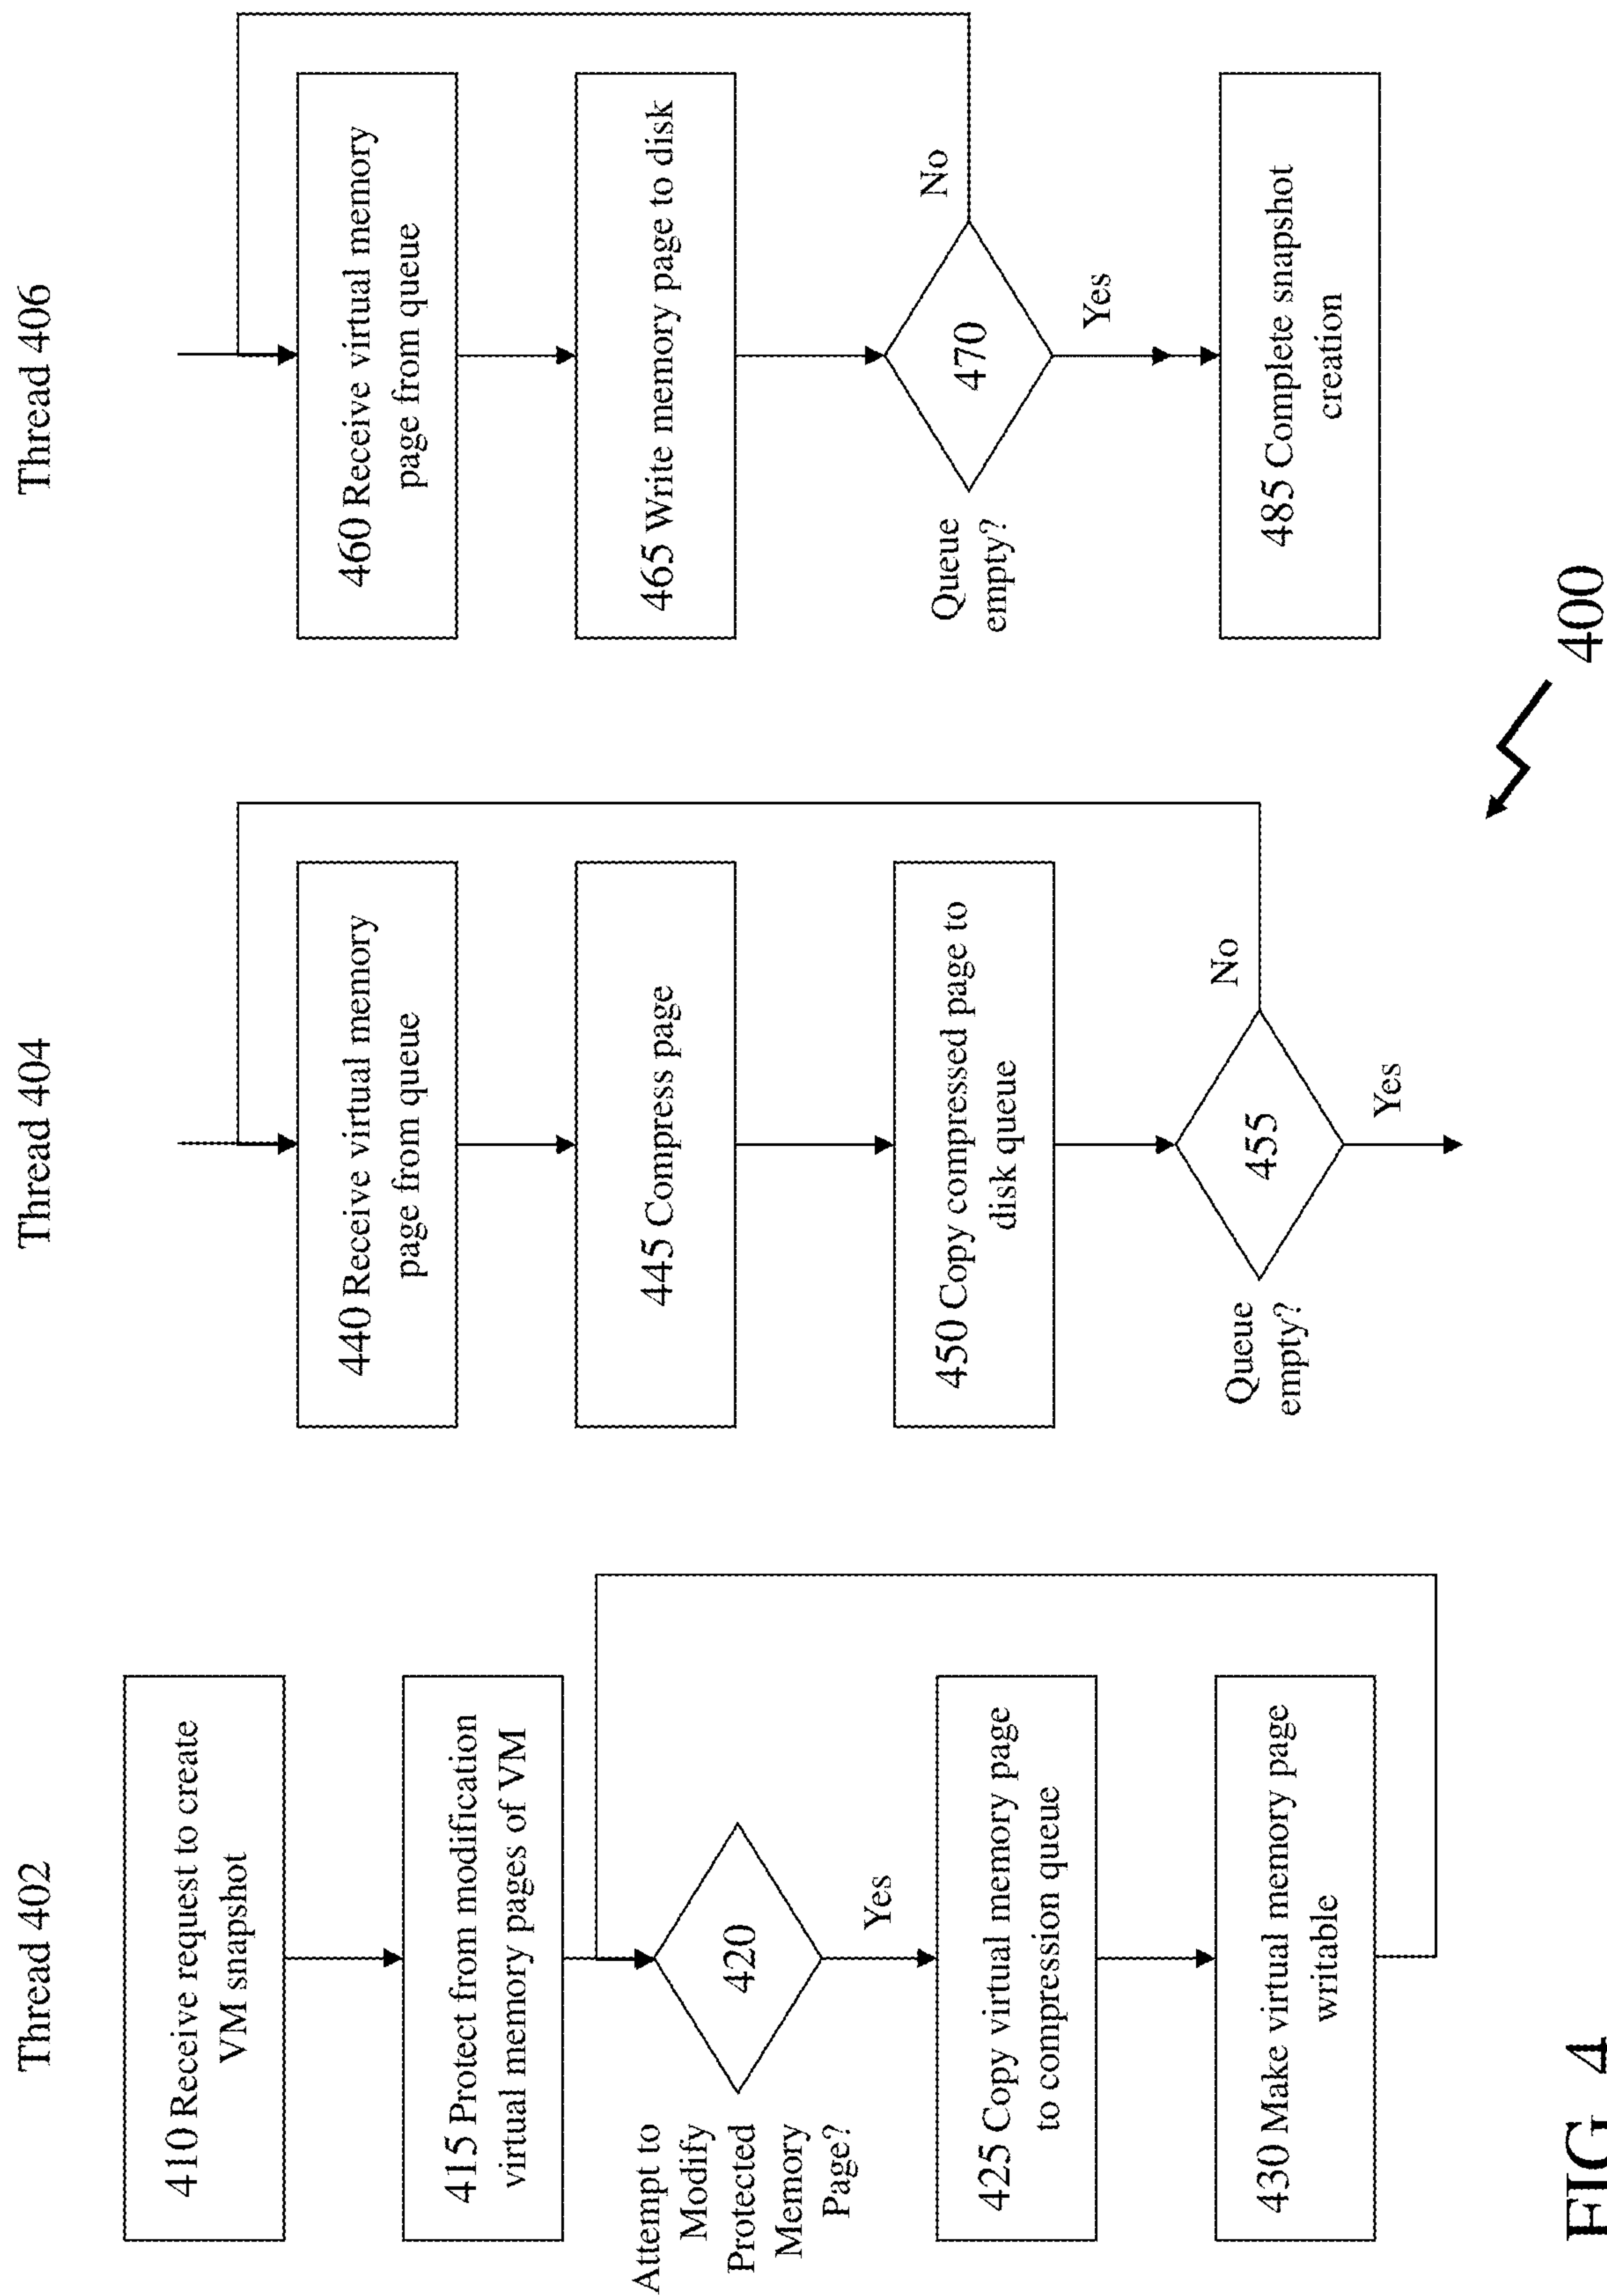 Thread 402
410 Receive request to create
VM snapshot
415 Protect from modification
virtual memory pages of VM
Attempt to
Modify
Protected
Memory
Page?
420
Yes
425 Copy virtual memory page
to compression queue
430 Make virtual memory page
writable
Thread 404
440 Receive virtual memory
page from queue
445 Compress page
450 Copy compressed page to
disk queue
Queue
empty?
455
No
Yes
Thread 406
460 Receive virtual memory
page from queue
465 Write memory page to disk
Queue
empty?
470
No
Yes
485 Complete snapshot
creation
400
FIG. 4